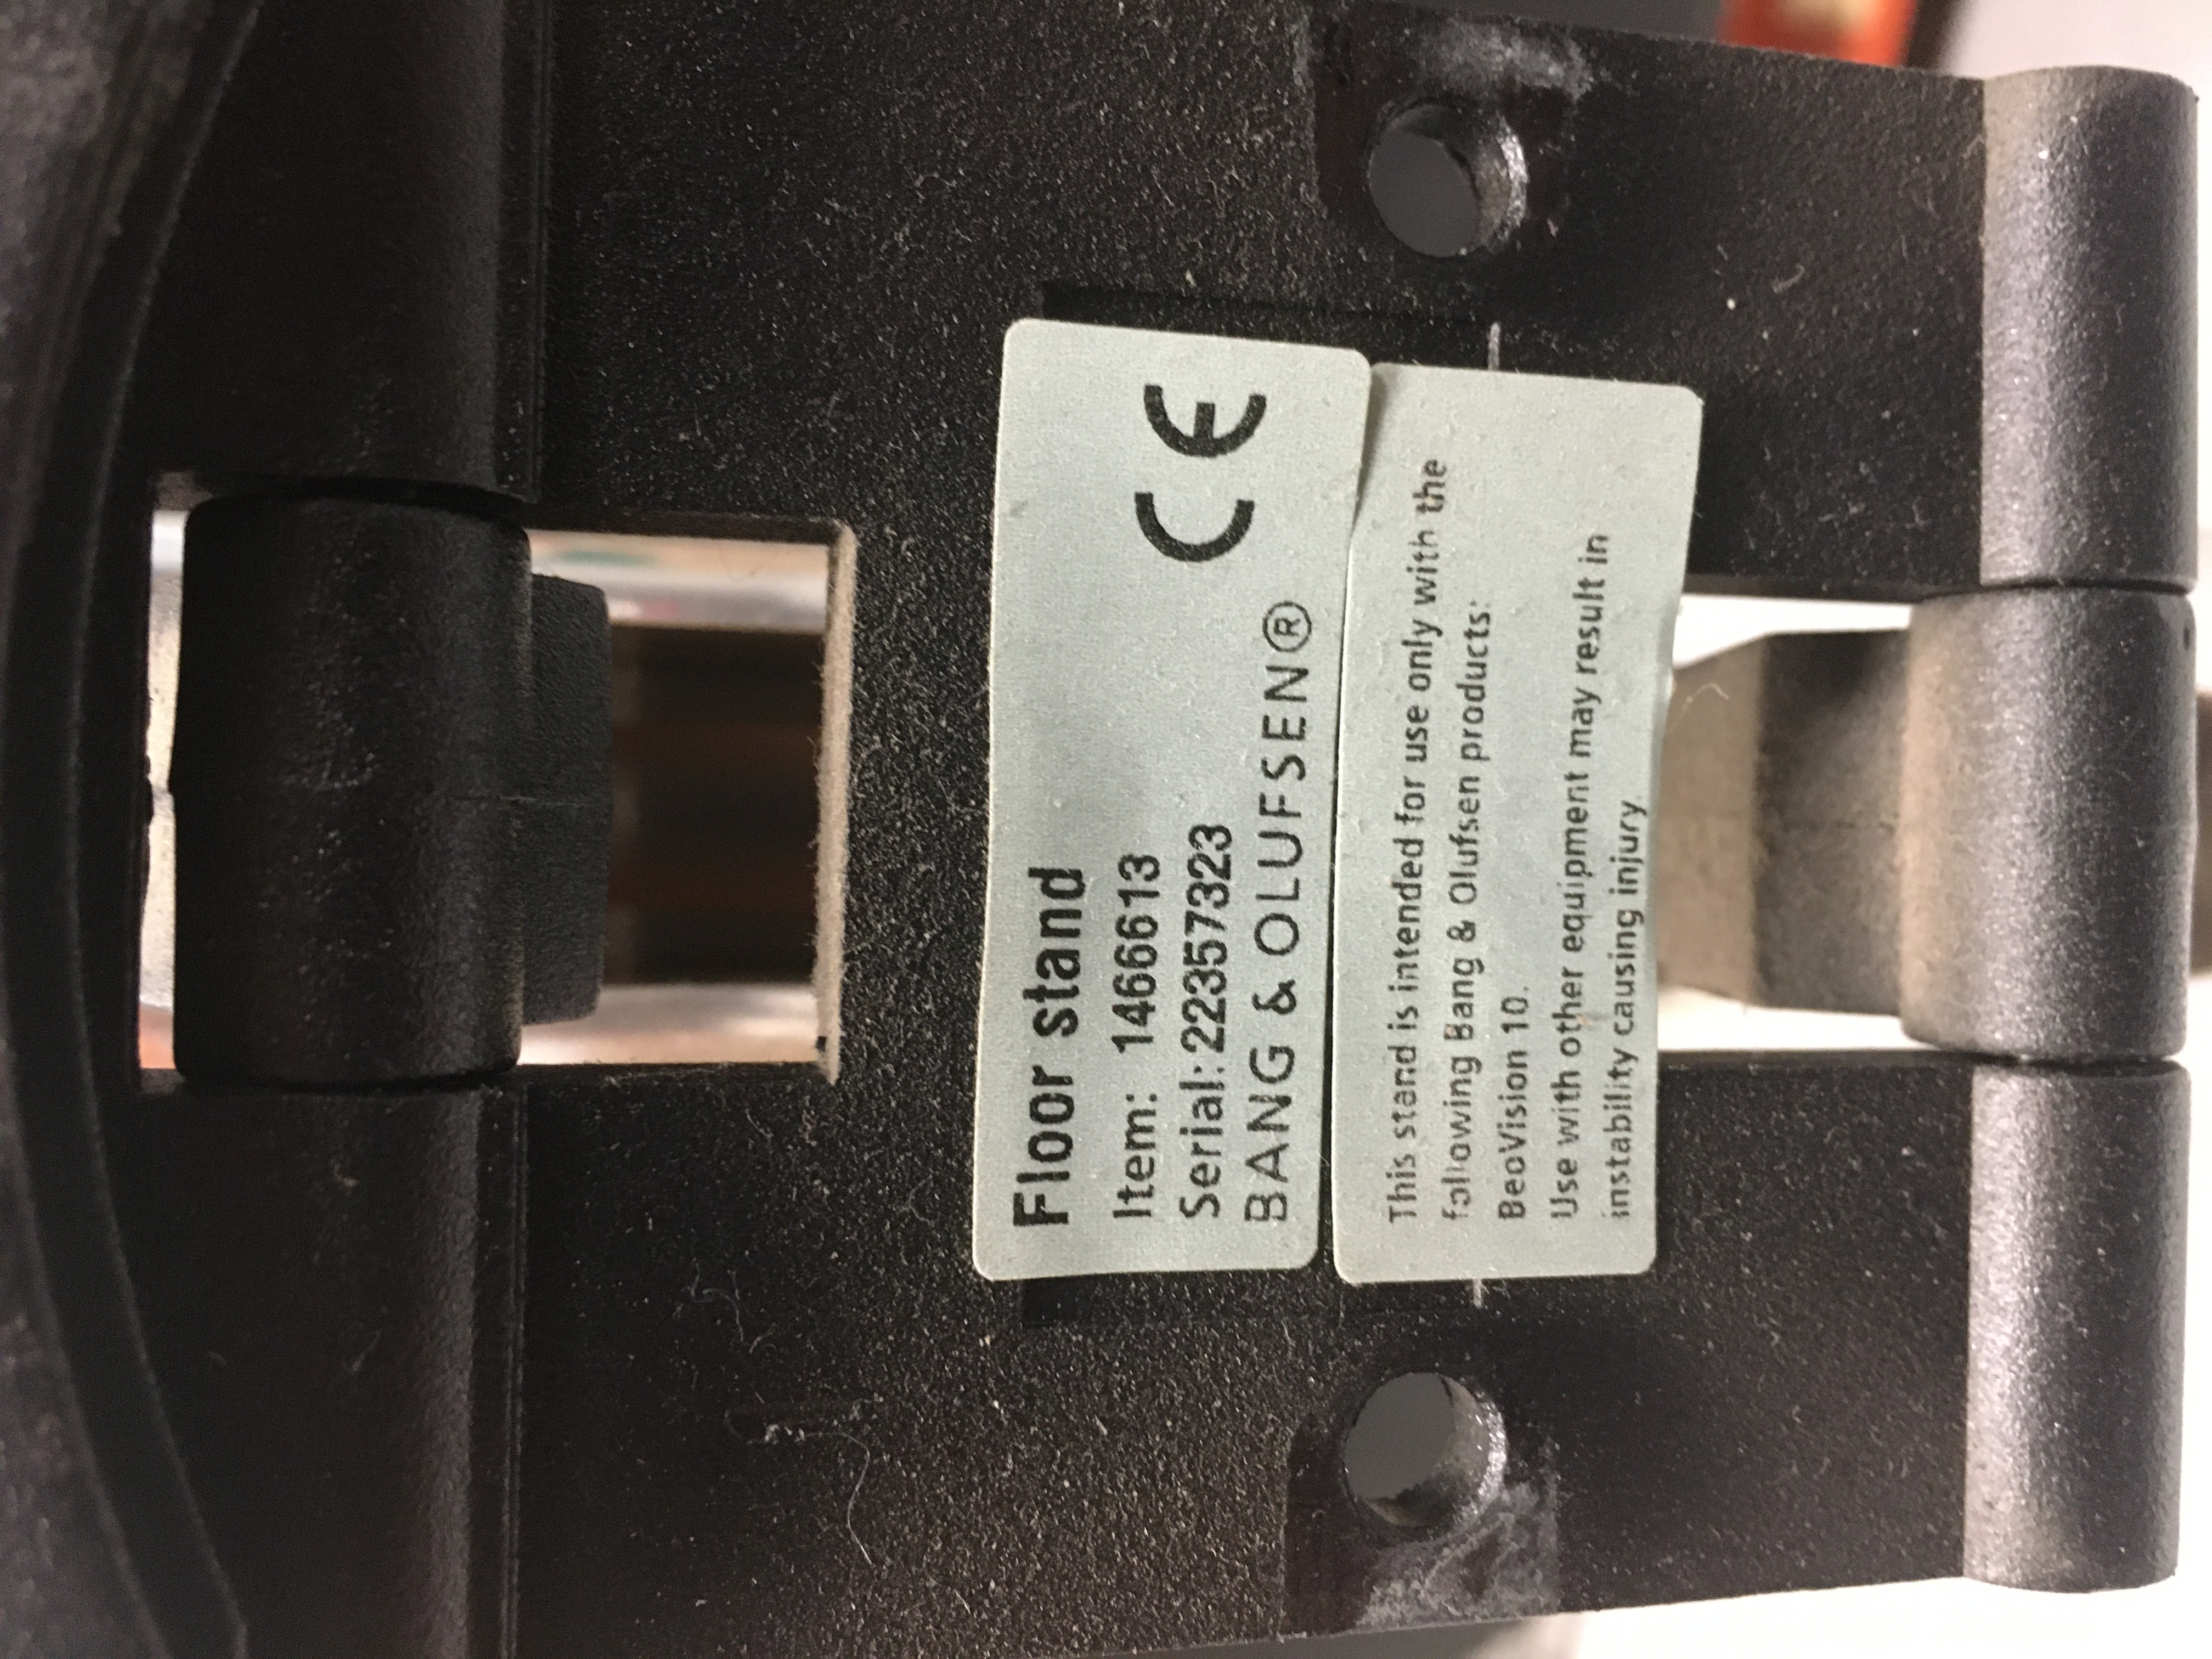 Floor stand
Item: 1466613
Serial: 22357323
BANG & OLUFSEN®
CE
This stand is intended for use only with the
following Bang & Olufsen products:
BeoVision 10.
Use with other equipment may result in
instability causing injury.